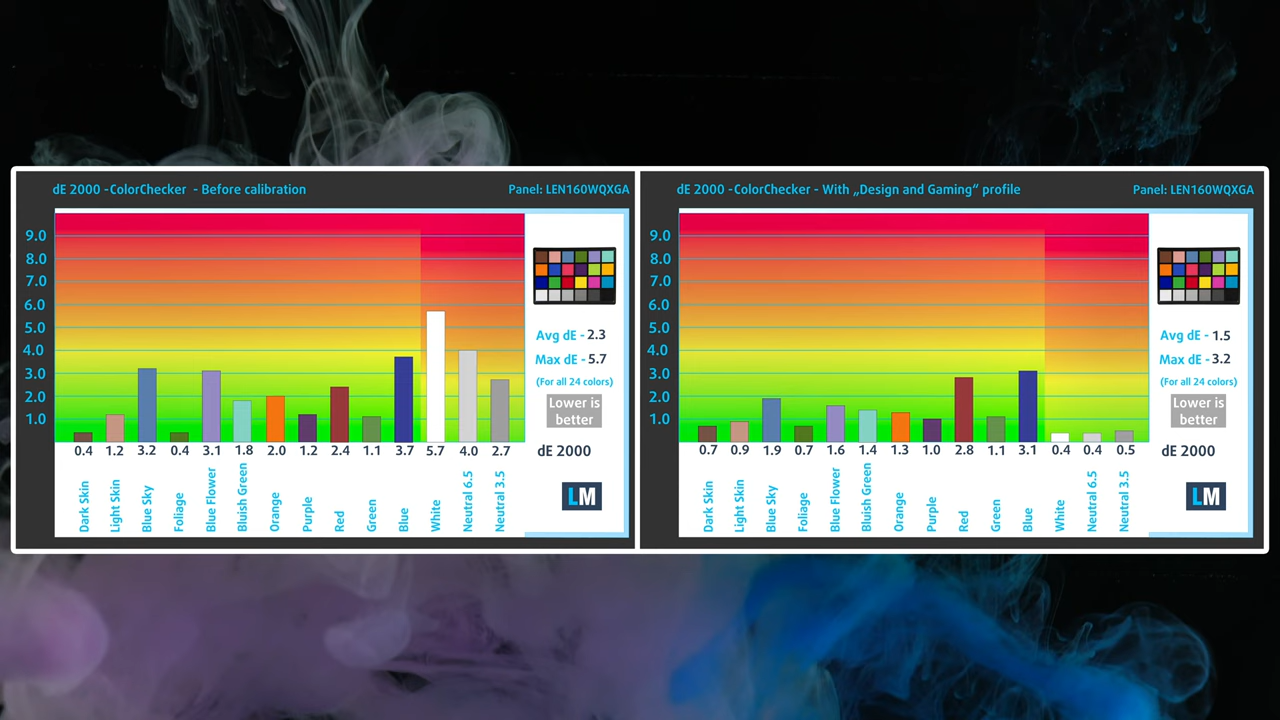 dE 2000 -ColorChecker - Before calibration
Panel: LEN160WQXGA
9.0
8.0
7.0
6.0
5.0
4.0
3.0
2.0
1.0
Avg dE - 2.3
Max dE - 5.7
(For all 24 colors)
Lower is
better
0.4 1.2 3.2 0.4 3.1 1.8 2.0 1.2 2.4 1.1 3.7 5.7 4.0 2.7
dE 2000
Dark Skin
Light Skin
Blue Sky
Foliage
Blue Flower
Bluish Green
Orange
Purple
Red
Green
Blue
White
Neutral 6.5
Neutral 3.5
LM
dE 2000 -ColorChecker - With „Design and Gaming“ profile
Panel: LEN160WQXGA
9.0
8.0
7.0
6.0
5.0
4.0
3.0
2.0
1.0
Avg dE - 1.5
Max dE - 3.2
(For all 24 colors)
Lower is
better
0.7 0.9 1.9 0.7 1.6 1.4 1.3 1.0 2.8 1.1 3.1 0.4 0.4 0.5
dE 2000
Dark Skin
Light Skin
Blue Sky
Foliage
Blue Flower
Bluish Green
Orange
Purple
Red
Green
Blue
White
Neutral 6.5
Neutral 3.5
LM